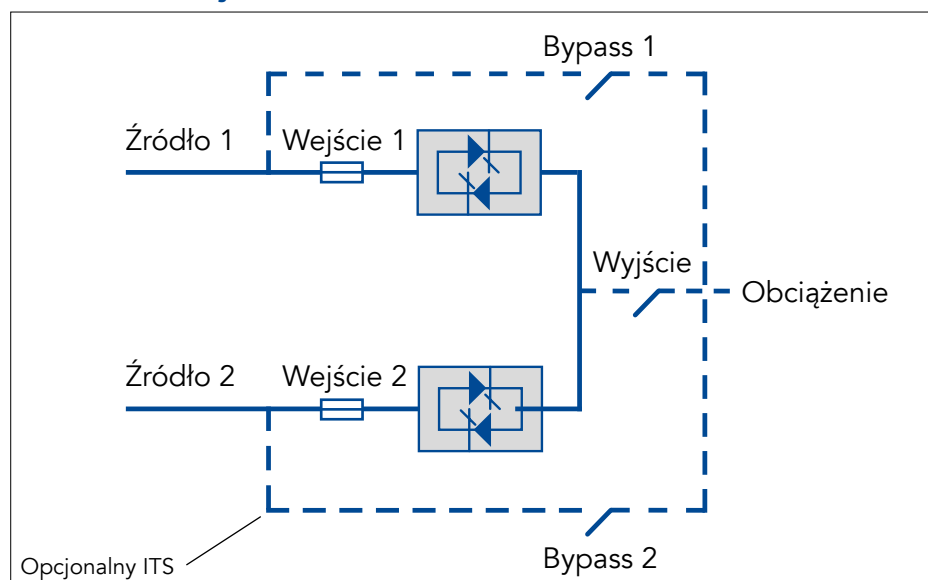 Bypass 1
Źródło 1
Wejście 1
Wyjście
Obciążenie
Źródło 2
Wejście 2
Bypass 2
Opcjonalny ITS